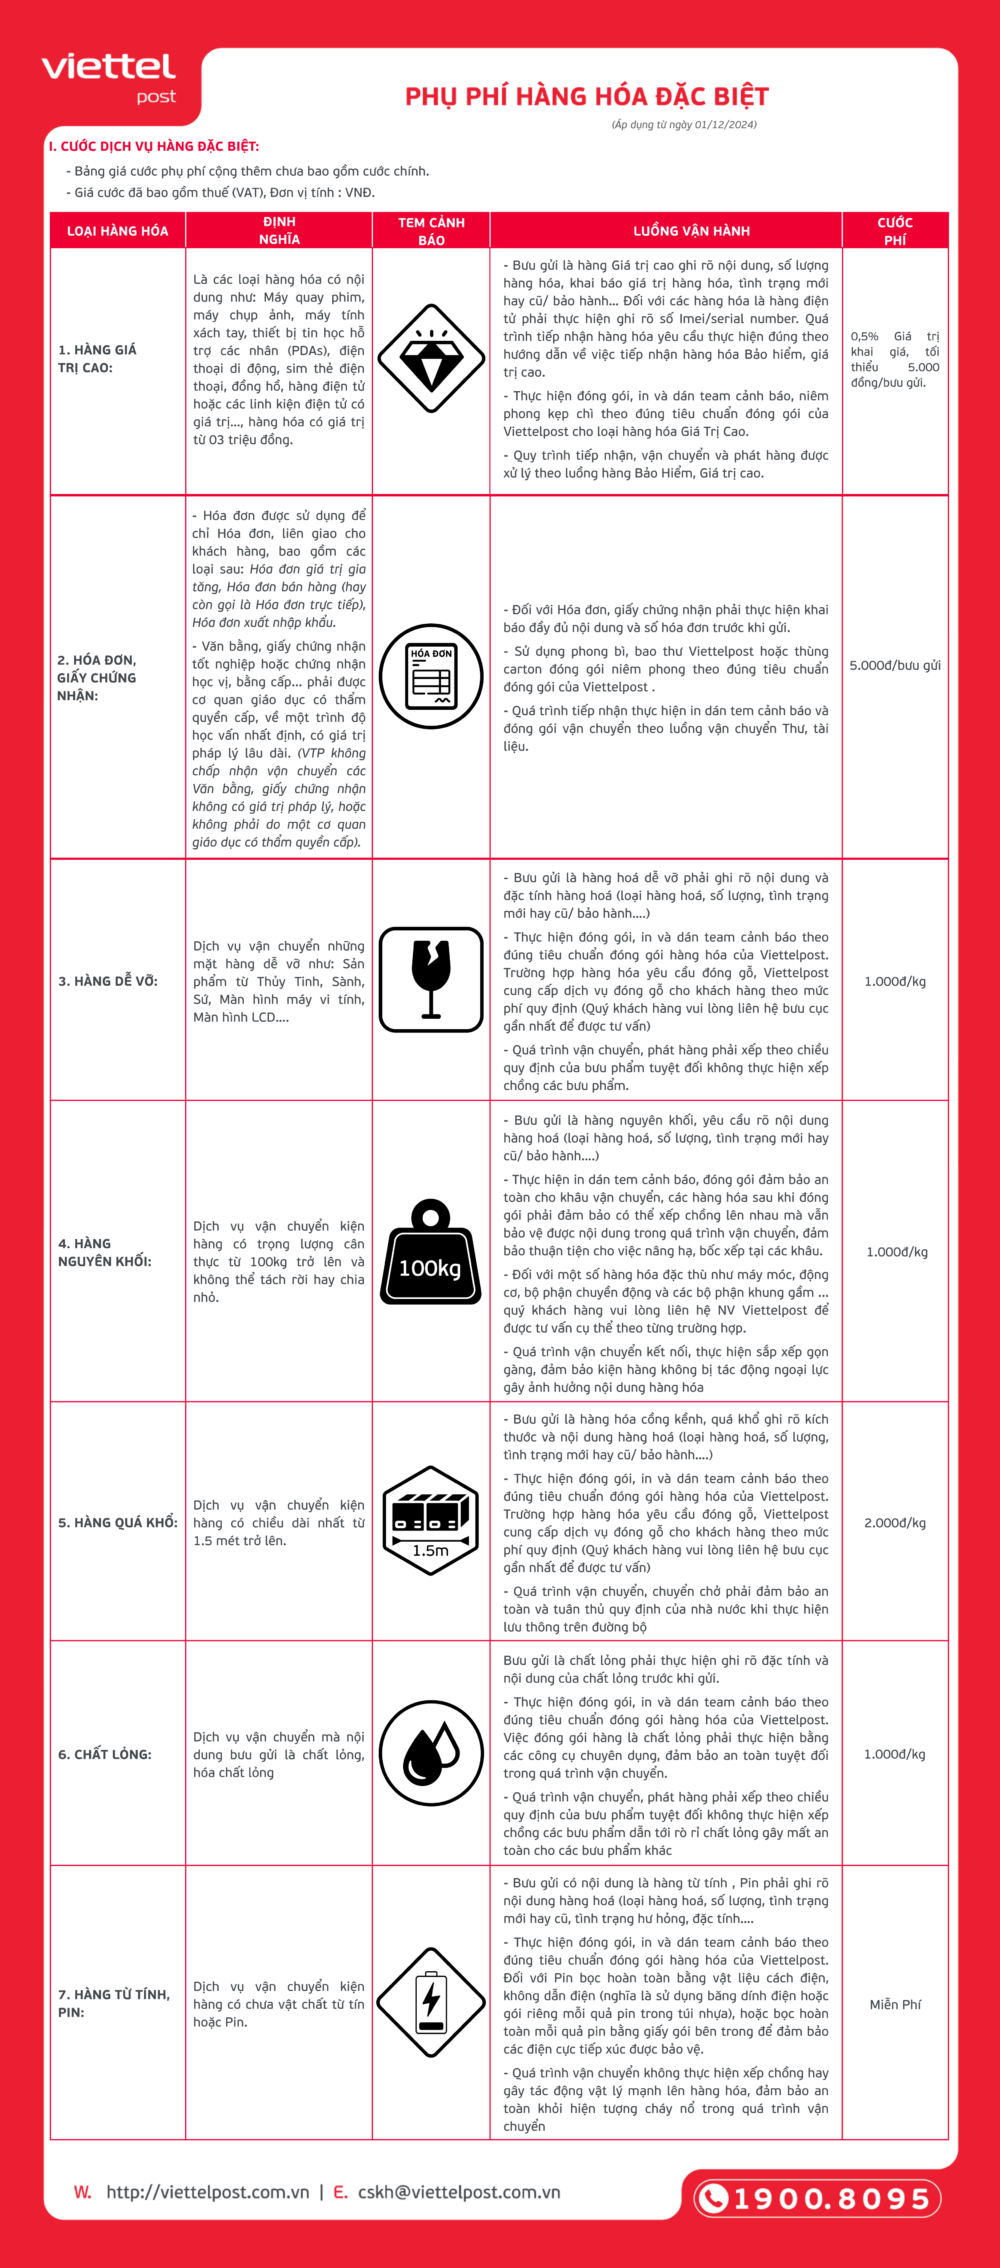 viettel
post
PHỤ PHÍ HÀNG HÓA ĐẶC BIỆT
(Áp dụng từ ngày 01/12/2024)
I. CƯỚC DỊCH VỤ HÀNG ĐẶC BIỆT:
- Bảng giá cước phụ phí cộng thêm chưa bao gồm cước chính.
- Giá cước đã bao gồm thuế (VAT), Đơn vị tính : VNĐ.
LOẠI HÀNG HÓA
ĐỊNH
NGHĨA
TEM CẢNH
BÁO
LUỒNG VẬN HÀNH
CƯỚC
PHÍ
1. HÀNG GIÁ
TRỊ CAO:
Là các loại hàng hóa có nội
dung như: Máy quay phim,
máy chụp ảnh, máy tính
xách tay, thiết bị tin học hỗ
trợ các nhân (PDAs), điện
thoại di động, sim thẻ điện
thoại, đồng hồ, hàng điện tử
hoặc các linh kiện điện tử có
giá trị..., hàng hóa có giá trị
từ 03 triệu đồng.
- Bưu gửi là hàng Giá trị cao ghi rõ nội dung, số lượng
hàng hóa, khai báo giá trị hàng hóa, tình trạng mới
hay cũ/ bảo hành... Đối với các hàng hóa là hàng điện
tử phải thực hiện ghi rõ số Imei/serial number. Quá
trình tiếp nhận hàng hóa yêu cầu thực hiện đúng theo
hướng dẫn về việc tiếp nhận hàng hóa Bảo hiểm, giá
trị cao.
- Thực hiện đóng gói, in và dán team cảnh báo, niêm
phong kẹp chì theo đúng tiêu chuẩn đóng gói của
Viettelpost cho loại hàng hóa Giá Trị Cao.
- Quy trình tiếp nhận, vận chuyển và phát hàng được
xử lý theo luồng hàng Bảo Hiểm, Giá trị cao.
0,5% Giá trị
khai giá, tối
thiểu 5.000
đồng/bưu gửi.
2. HÓA ĐƠN,
GIẤY CHỨNG
NHẬN:
- Hóa đơn được sử dụng để
chỉ Hóa đơn, liên giao cho
khách hàng, bao gồm các
loại sau: Hóa đơn giá trị gia
tăng, Hóa đơn bán hàng (hay
còn gọi là Hóa đơn trực tiếp),
Hóa đơn xuất nhập khẩu.
- Văn bằng, giấy chứng nhận
tốt nghiệp hoặc chứng nhận
học vị, bằng cấp... phải được
cơ quan giáo dục có thẩm
quyền cấp, về một trình độ
học vấn nhất định, có giá trị
pháp lý lâu dài. (VTP không
chấp nhận vận chuyển các
Văn bằng, giấy chứng nhận
không có giá trị pháp lý, hoặc
không phải do một cơ quan
giáo dục có thẩm quyền cấp).
HÓA ĐƠN
- Đối với Hóa đơn, giấy chứng nhận phải thực hiện khai
báo đầy đủ nội dung và số hóa đơn trước khi gửi.
- Sử dụng phong bì, bao thư Viettelpost hoặc thùng
carton đóng gói niêm phong theo đúng tiêu chuẩn
đóng gói của Viettelpost .
- Quá trình tiếp nhận thực hiện in dán tem cảnh báo và
đóng gói vận chuyển theo luồng vận chuyển Thư, tài
liệu.
5.000đ/bưu gửi
3. HÀNG DỄ VỠ:
Dịch vụ vận chuyển những
mặt hàng dễ vỡ như: Sản
phẩm từ Thủy Tinh, Sành,
Sứ, Màn hình máy vi tính,
Màn hình LCD....
- Bưu gửi là hàng hoá dễ vỡ phải ghi rõ nội dung và
đặc tính hàng hoá (loại hàng hoá, số lượng, tình trạng
mới hay cũ/ bảo hành....)
- Thực hiện đóng gói, in và dán team cảnh báo theo
đúng tiêu chuẩn đóng gói hàng hóa của Viettelpost.
Trường hợp hàng hóa yêu cầu đóng gỗ, Viettelpost
cung cấp dịch vụ đóng gỗ cho khách hàng theo mức
phí quy định (Quý khách hàng vui lòng liên hệ bưu cục
gần nhất để được tư vấn)
- Quá trình vận chuyển, phát hàng phải xếp theo chiều
quy định của bưu phẩm tuyệt đối không thực hiện xếp
chồng các bưu phẩm.
1.000đ/kg
4. HÀNG
NGUYÊN KHỐI:
Dịch vụ vận chuyển kiện
hàng có trọng lượng cân
thực từ 100kg trở lên và
không thể tách rời hay chia
nhỏ.
100kg
- Bưu gửi là hàng nguyên khối, yêu cầu rõ nội dung
hàng hoá (loại hàng hoá, số lượng, tình trạng mới hay
cũ/ bảo hành....)
- Thực hiện in dán tem cảnh báo, đóng gói đảm bảo an
toàn cho khâu vận chuyển, các hàng hóa sau khi đóng
gói phải đảm bảo có thể xếp chồng lên nhau mà vẫn
bảo vệ được nội dung trong quá trình vận chuyển, đảm
bảo thuận tiện cho việc nâng hạ, bốc xếp tại các khâu.
- Đối với một số hàng hóa đặc thù như máy móc, động
cơ, bộ phận chuyền động và các bộ phận khung gầm ...
quý khách hàng vui lòng liên hệ NV Viettelpost để
được tư vấn cụ thể theo từng trường hợp.
- Quá trình vận chuyển kết nối, thực hiện sắp xếp gọn
gàng, đảm bảo kiện hàng không bị tác động ngoại lực
gây ảnh hưởng nội dung hàng hóa
1.000đ/kg
5. HÀNG QUÁ KHỔ:
Dịch vụ vận chuyển kiện
hàng có chiều dài nhất từ
1.5 mét trở lên.
1.5m
- Bưu gửi là hàng hóa cồng kềnh, quá khổ ghi rõ kích
thước và nội dung hàng hoá (loại hàng hoá, số lượng,
tình trạng mới hay cũ/ bảo hành....)
- Thực hiện đóng gói, in và dán team cảnh báo theo
đúng tiêu chuẩn đóng gói hàng hóa của Viettelpost.
Trường hợp hàng hóa yêu cầu đóng gỗ, Viettelpost
cung cấp dịch vụ đóng gỗ cho khách hàng theo mức
phí quy định (Quý khách hàng vui lòng liên hệ bưu cục
gần nhất để được tư vấn)
- Quá trình vận chuyển, chuyển chở phải đảm bảo an
toàn và tuân thủ quy định của nhà nước khi thực hiện
lưu thông trên đường bộ
2.000đ/kg
6. CHẤT LỎNG:
Dịch vụ vận chuyển mà nội
dung bưu gửi là chất lỏng,
hóa chất lỏng
Bưu gửi là chất lỏng phải thực hiện ghi rõ đặc tính và
nội dung của chất lỏng trước khi gửi.
- Thực hiện đóng gói, in và dán team cảnh báo theo
đúng tiêu chuẩn đóng gói hàng hóa của Viettelpost.
Việc đóng gói hàng là chất lỏng phải thực hiện bằng
các công cụ chuyên dụng, đảm bảo an toàn tuyệt đối
trong quá trình vận chuyển.
- Quá trình vận chuyển, phát hàng phải xếp theo chiều
quy định của bưu phẩm tuyệt đối không thực hiện xếp
chồng các bưu phẩm dẫn tới rò rỉ chất lỏng gây mất an
toàn cho các bưu phẩm khác
1.000đ/kg
7. HÀNG TỪ TÍNH,
PIN:
Dịch vụ vận chuyển kiện
hàng có chưa vật chất từ tín
hoặc Pin.
- Bưu gửi có nội dung là hàng từ tính , Pin phải ghi rõ
nội dung hàng hoá (loại hàng hoá, số lượng, tình trạng
mới hay cũ, tình trạng hư hỏng, đặc tính....
- Thực hiện đóng gói, in và dán team cảnh báo theo
đúng tiêu chuẩn đóng gói hàng hóa của Viettelpost.
Đối với Pin bọc hoàn toàn bằng vật liệu cách điện,
không dẫn điện (nghĩa là sử dụng băng dính điện hoặc
gói riêng mỗi quả pin trong túi nhựa), hoặc bọc hoàn
toàn mỗi quả pin bằng giấy gói bên trong để đảm bảo
các điện cực tiếp xúc được bảo vệ.
- Quá trình vận chuyển không thực hiện xếp chồng hay
gây tác động vật lý mạnh lên hàng hóa, đảm bảo an
toàn khỏi hiện tượng cháy nổ trong quá trình vận
chuyển
Miễn Phí
W. http://viettelpost.com.vn | E. cskh@viettelpost.com.vn
1900.8095